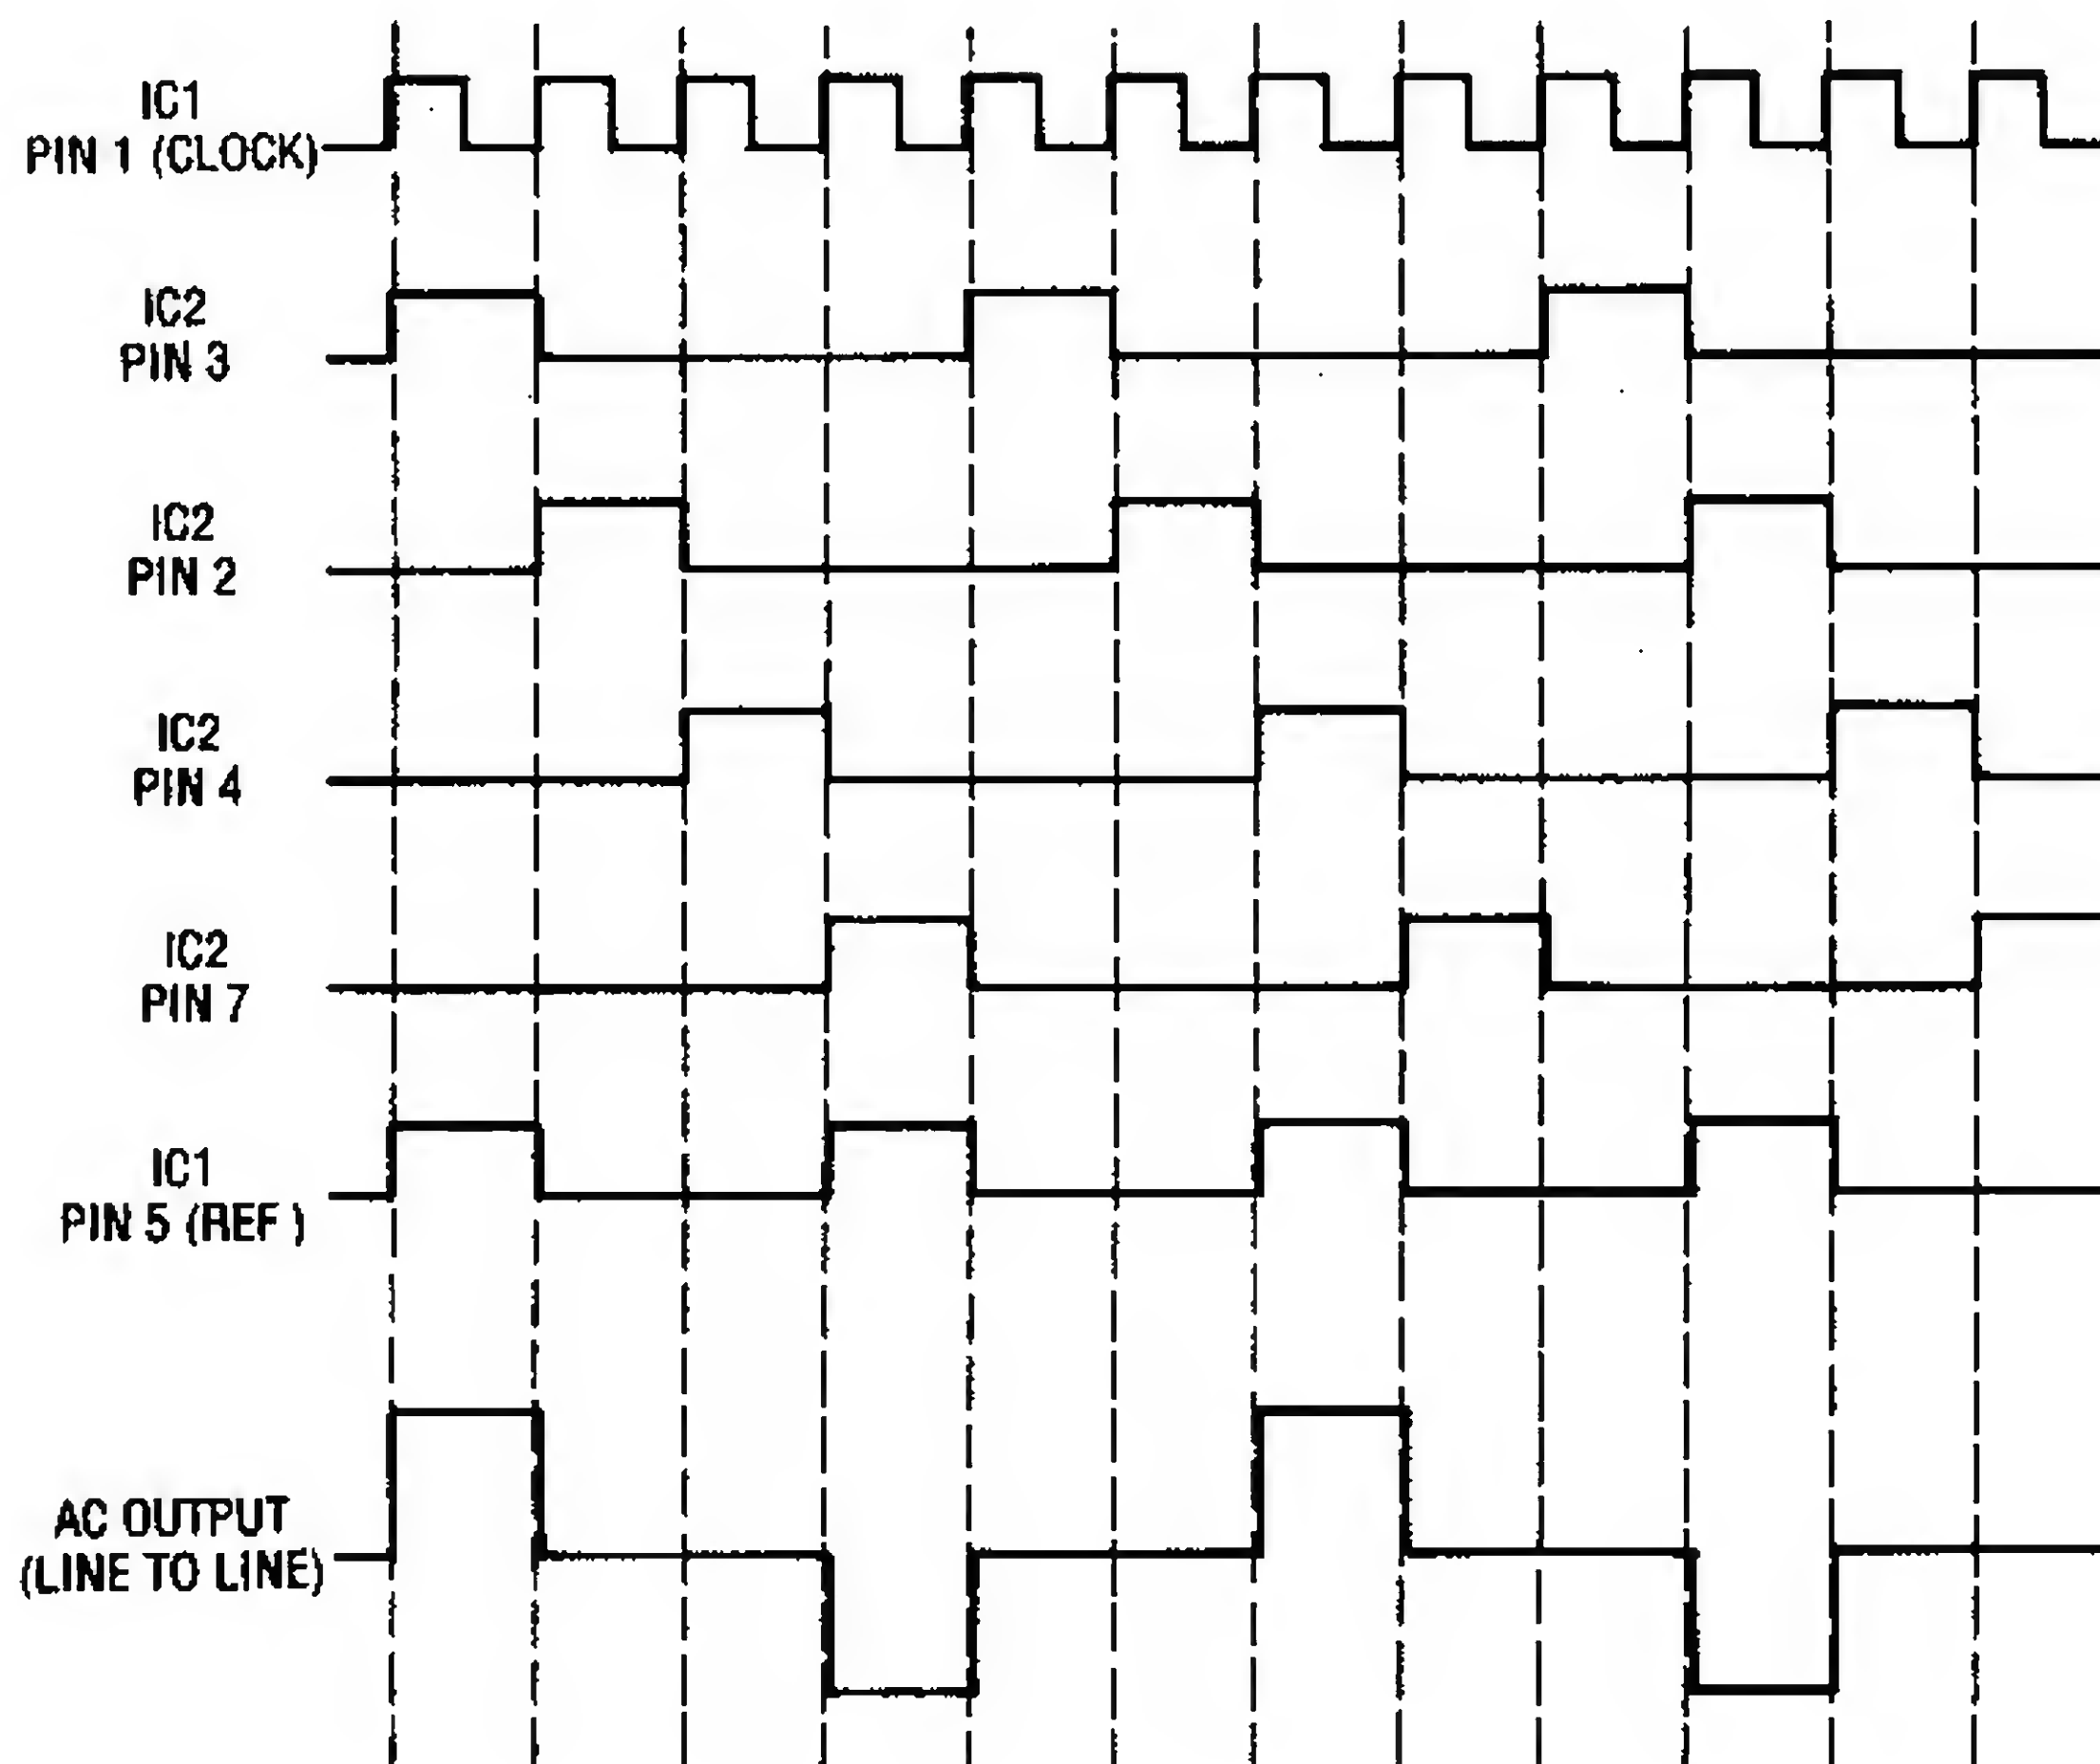 IC1
PIN 1 (CLOCK)
IC2
PIN 3
IC2
PIN 2
IC2
PIN 4
IC2
PIN 7
IC1
PIN 5 (REF )
AC OUTPUT
(LINE TO LINE)